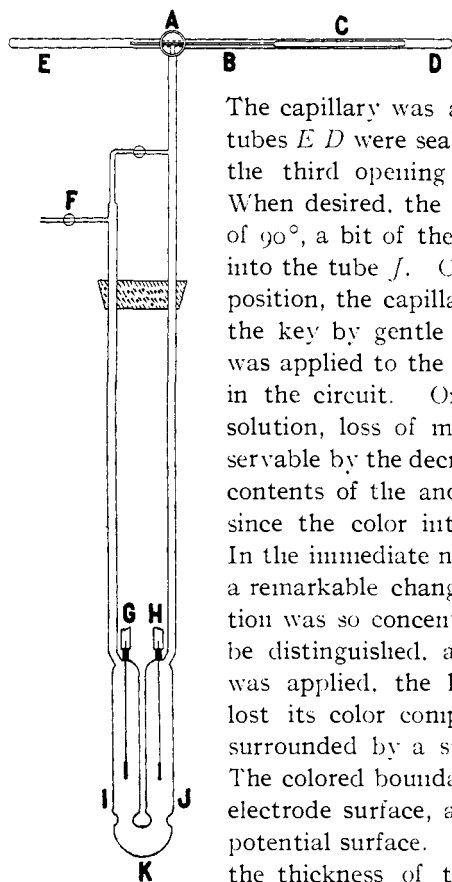 A
C
E B D
The capillary was a
tubes E D were sea
F the third opening
When desired, the
of 90°, a bit of the
into the tube J.
position, the capilla
the key by gentle
was applied to the
in the circuit.
solution, loss of m
servable by the decr
contents of the ano
since the color int
In the immediate n
a remarkable chang
tion was so concen
G H be distinguished, a
was applied, the
lost its color comp
surrounded by a s
I J The colored bounda
electrode surface, a
K potential surface.
the thickness of t